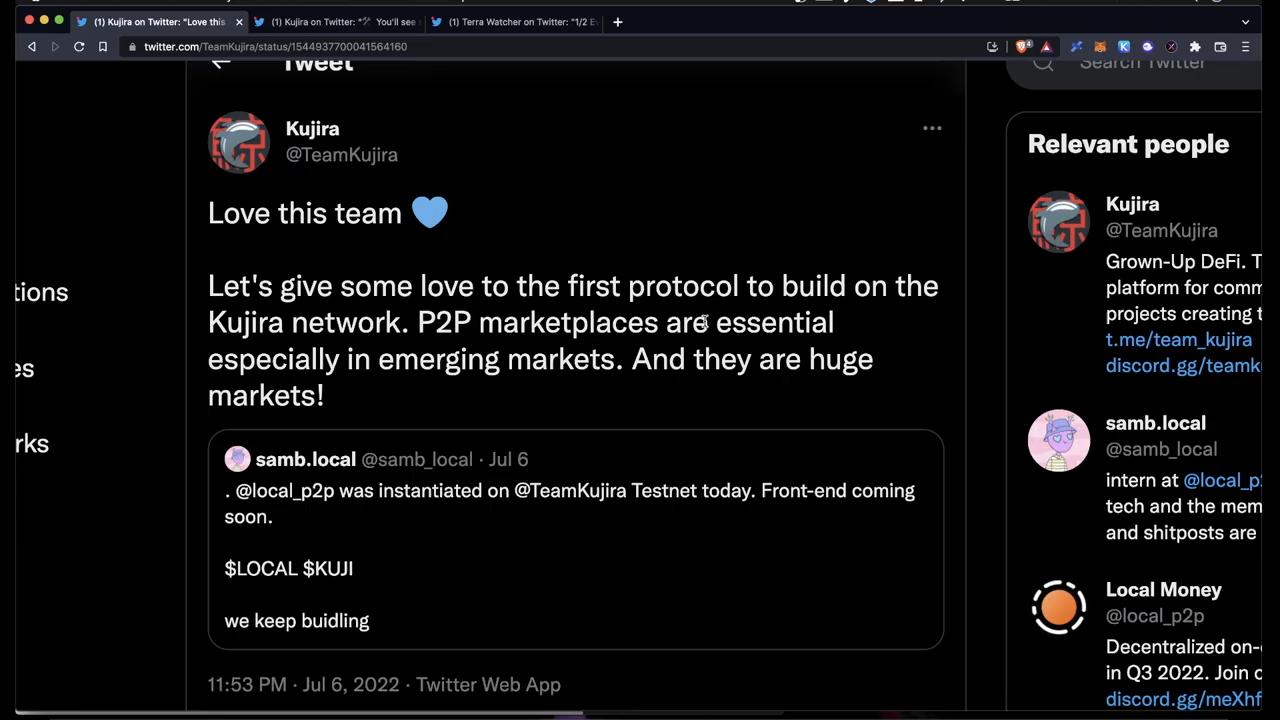 (1) Kujira on Twitter: "Love this
(1) Kujira on Twitter: "🛠 You'll see
(1) Terra Watcher on Twitter: "1/2 E
twitter.com/TeamKujira/status/1544937700041564160
Tweet
Search Twitter
Kujira
@TeamKujira
Love this team 💙
Let's give some love to the first protocol to build on the
Kujira network. P2P marketplaces are essential
especially in emerging markets. And they are huge
markets!
samb.local @samb_local · Jul 6
. @local_p2p was instantiated on @TeamKujira Testnet today. Front-end coming
soon.
$LOCAL $KUJI
we keep buidling
11:53 PM · Jul 6, 2022 · Twitter Web App
tions
es
rks
Relevant people
Kujira
@TeamKujira
Grown-Up DeFi. T
platform for comm
projects creating t
t.me/team_kujira
discord.gg/teamku
samb.local
@samb_local
intern at @local_p2
tech and the mem
and shitposts are
Local Money
@local_p2p
Decentralized on-
in Q3 2022. Join o
discord.gg/meXhf